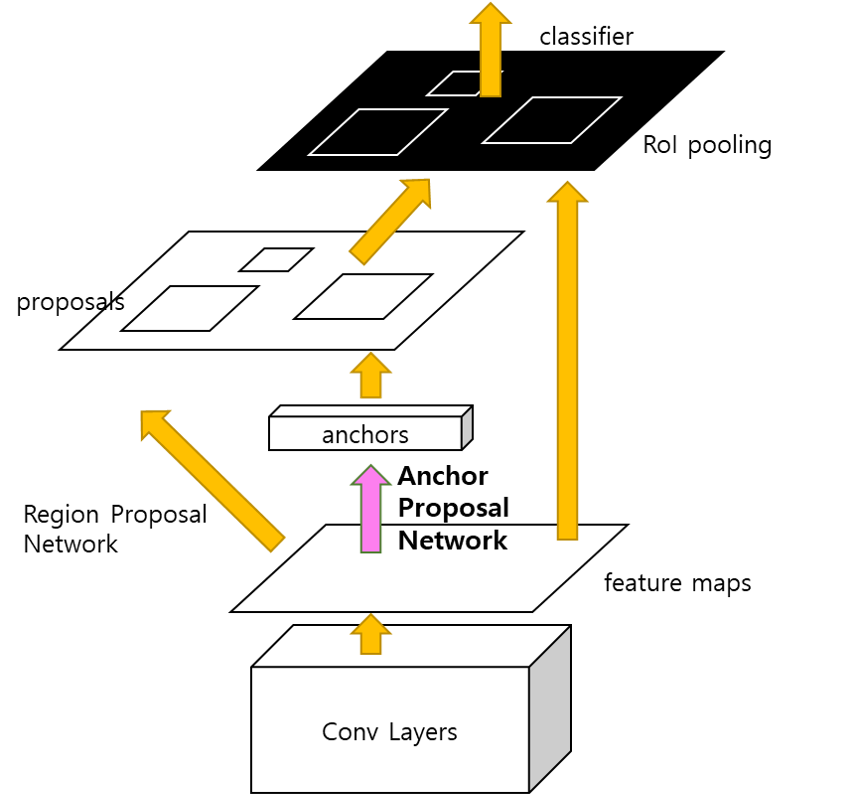 classifier
RoI pooling
proposals
anchors
Anchor
Proposal
Network
Region Proposal
Network
feature maps
Conv Layers